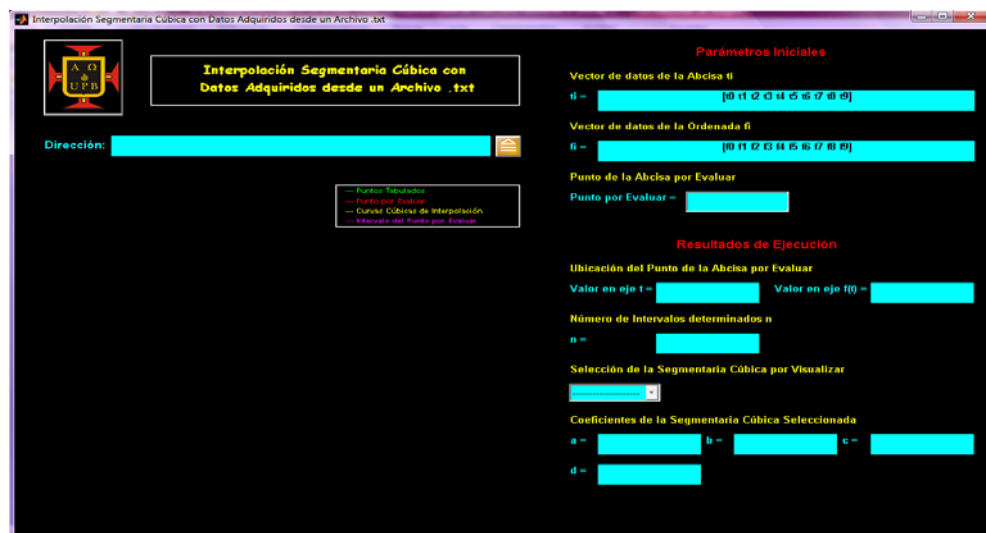 Interpolación Segmentaria Cúbica con Datos Adquiridos desde un Archivo .txt
A Ω
&
UPB
Interpolación Segmentaria Cúbica con
Datos Adquiridos desde un Archivo .txt
Dirección:
--- Puntos Tabulados
--- Punto por Evaluar
--- Curvas Cúbicas de Interpolación
--- Intervalo del Punto por Evaluar
Parámetros Iniciales
Vector de datos de la Abcisa ti
ti =
[t0 t1 t2 t3 t4 t5 t6 t7 t8 t9]
Vector de datos de la Ordenada fi
fi =
[f0 f1 f2 f3 f4 f5 f6 f7 f8 f9]
Punto de la Abcisa por Evaluar
Punto por Evaluar =
Resultados de Ejecución
Ubicación del Punto de la Abcisa por Evaluar
Valor en eje t =
Valor en eje f(t) =
Número de Intervalos determinados n
n =
Selección de la Segmentaria Cúbica por Visualizar
--------------------
Coeficientes de la Segmentaria Cúbica Seleccionada
a =
b =
c =
d =